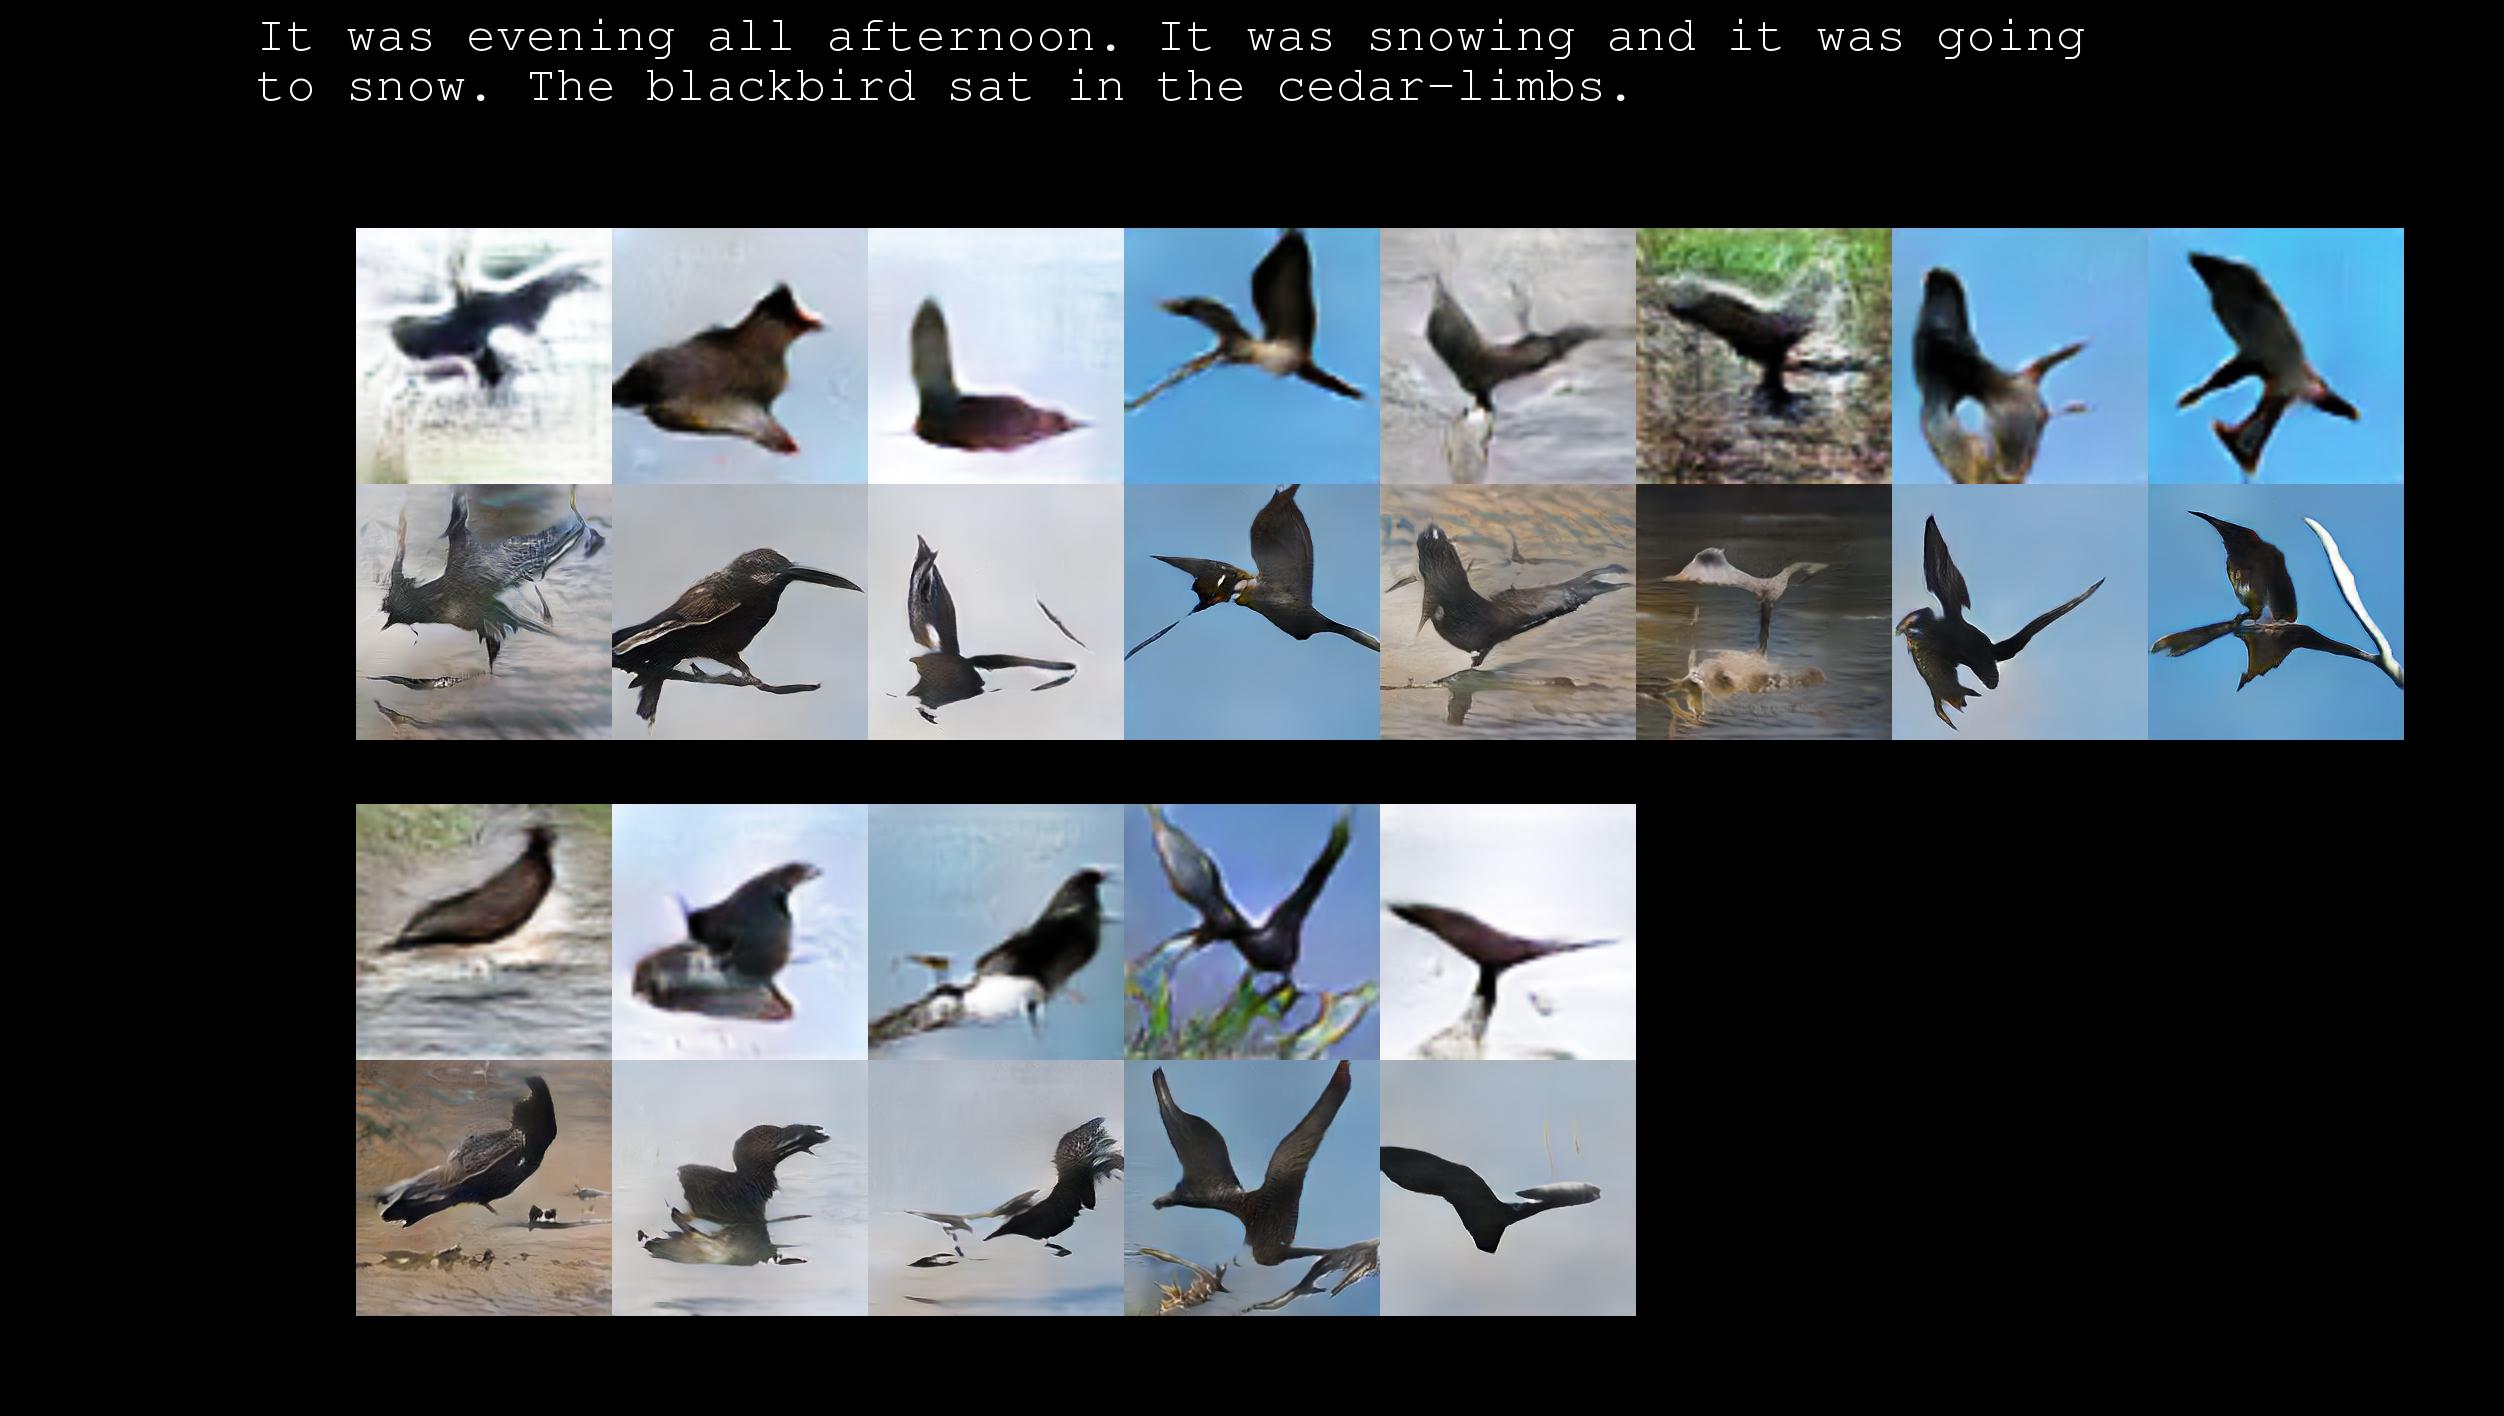 It was evening all afternoon. It was snowing and it was going
to snow. The blackbird sat in the cedar-limbs.